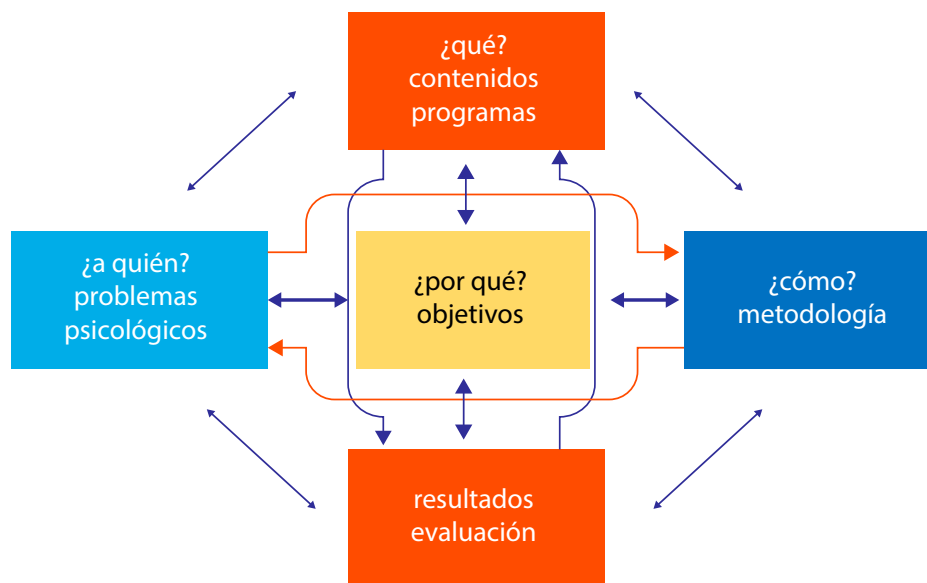 ¿qué?
contenidos
programas
¿a quién?
problemas
psicológicos
¿por qué?
objetivos
¿cómo?
metodología
resultados
evaluación